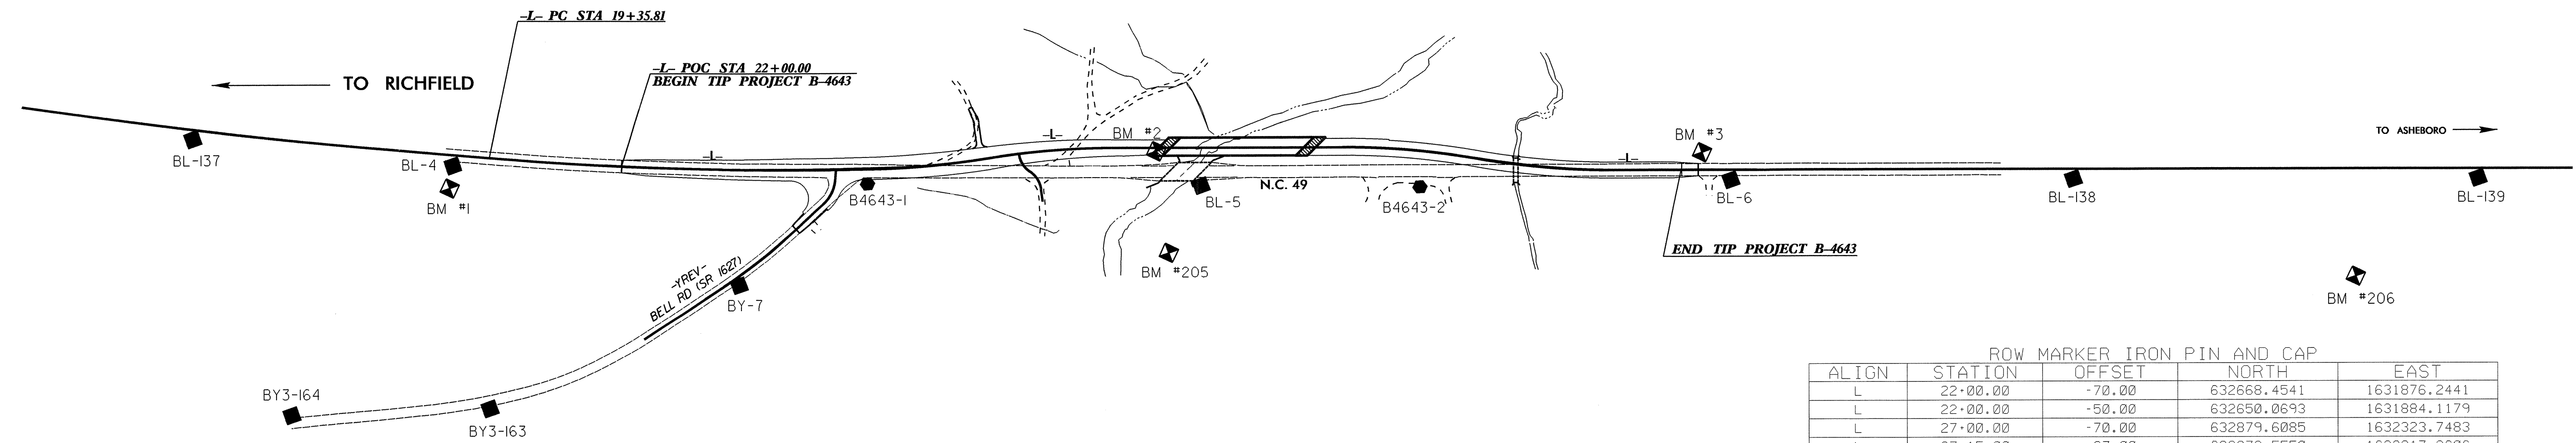 -L- PC STA 19+35.81
-L- POC STA 22+00.00
BEGIN TIP PROJECT B-4643
TO RICHFIELD
TO ASHEBORO
BL-137
BL-4
BM #1
-L-
-L-
BM #2
BM #3
-L-
B4643-1
BL-5
N.C. 49
B4643-2
BL-6
BL-138
BL-139
END TIP PROJECT B-4643
BM #205
BM #206
-YREV-
BELL RD (SR 1627)
BY-7
BY3-164
BY3-163
ROW MARKER IRON PIN AND CAP
ALIGN STATION OFFSET NORTH EAST
L 22+00.00 -70.00 632668.4541 1631876.2441
L 22+00.00 -50.00 632650.0693 1631884.1179
L 27+00.00 -70.00 632879.6085 1632323.7483